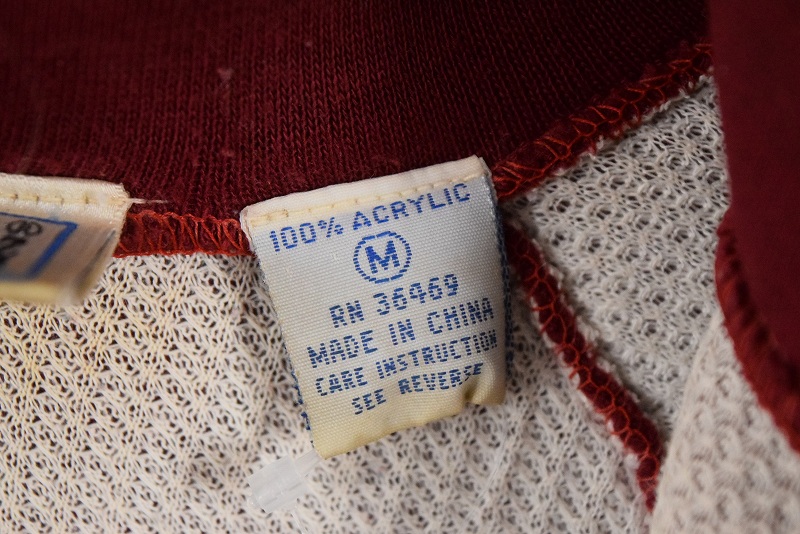 100% ACRYLIC
M
RN 36469
MADE IN CHINA
CARE INSTRUCTION
SEE REVERSE